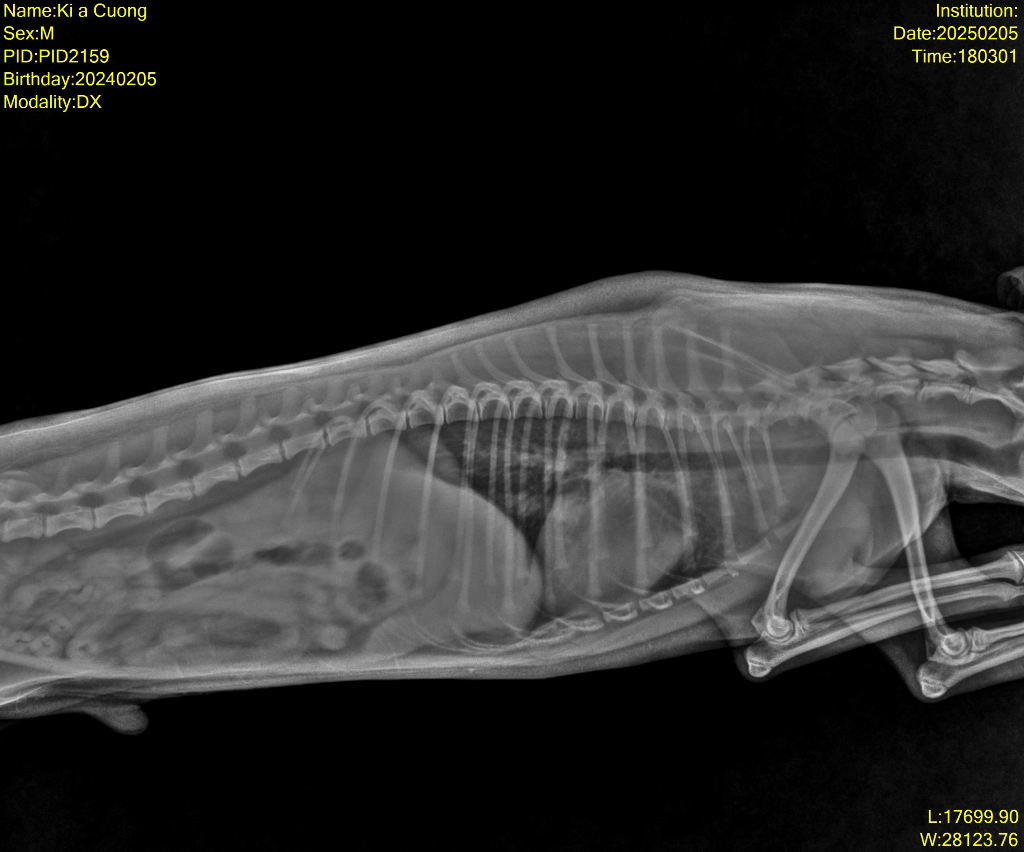 Name:Ki a Cuong
Sex:M
PID:PID2159
Birthday:20240205
Modality:DX
Institution:
Date:20250205
Time:180301
L:17699.90
W:28123.76